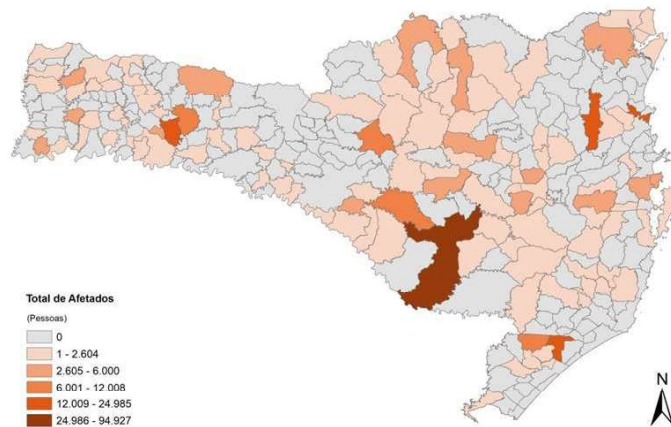 Total de Afetados
(Pessoas)
0
1 - 2.604
2.605 - 6.000
6.001 - 12.008
12.009 - 24.985
24.986 - 94.927
N